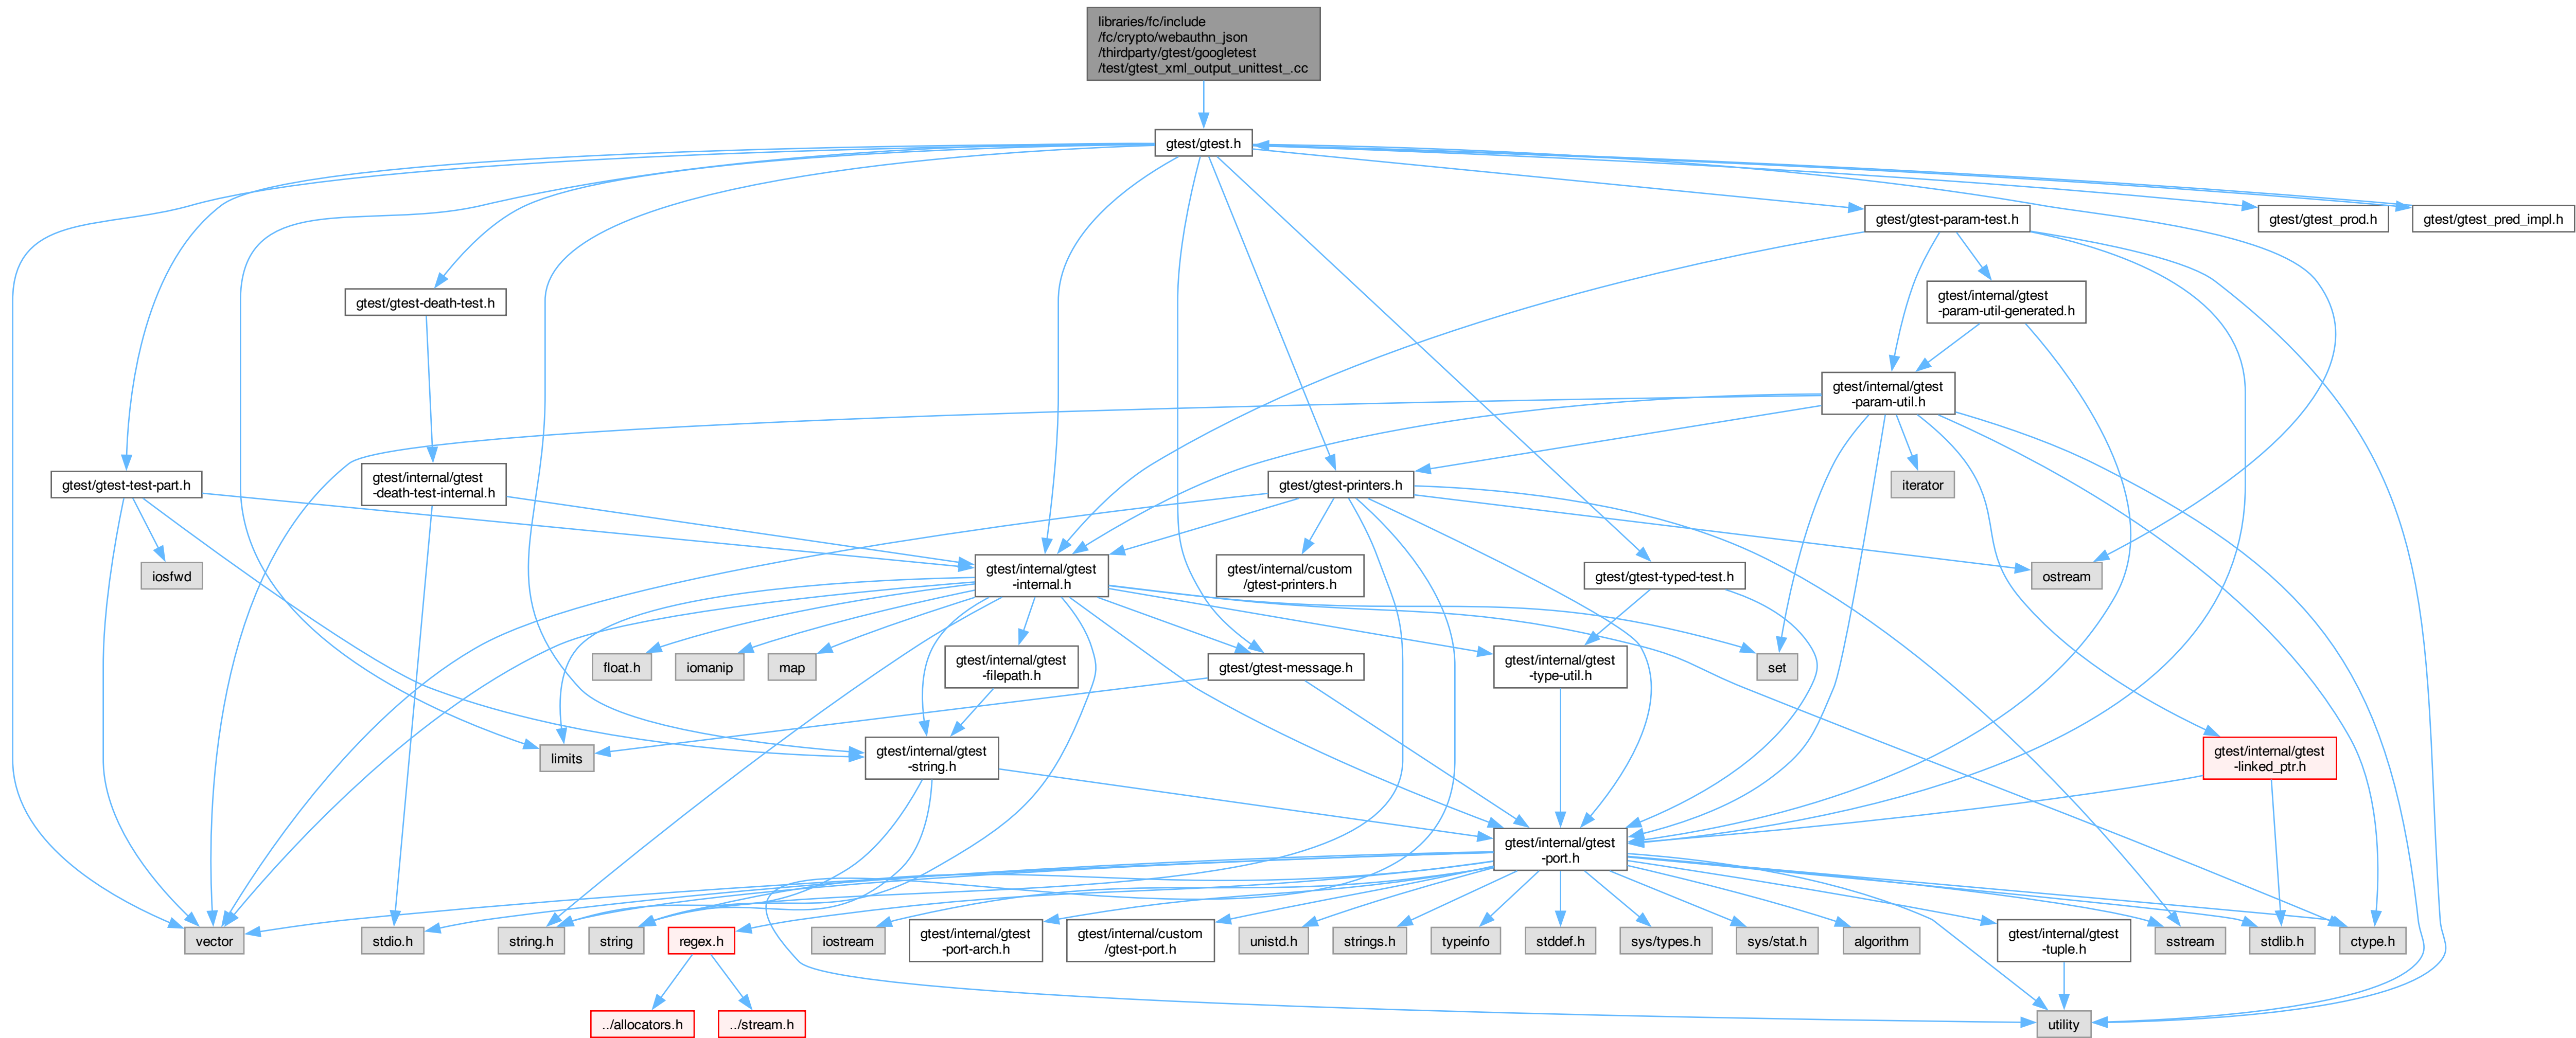 libraries/fc/include
/fc/crypto/webauthn_json
/thirdparty/gtest/googletest
/test/gtest_xml_output_unittest_.cc
gtest/gtest.h
gtest/gtest-param-test.h
gtest/gtest_prod.h
gtest/gtest_pred_impl.h
gtest/gtest-death-test.h
gtest/internal/gtest
-param-util-generated.h
gtest/internal/gtest
-param-util.h
gtest/gtest-test-part.h
gtest/internal/gtest
-death-test-internal.h
gtest/gtest-printers.h
iterator
iosfwd
gtest/internal/gtest
-internal.h
gtest/internal/custom
/gtest-printers.h
gtest/gtest-typed-test.h
ostream
float.h
iomanip
map
gtest/internal/gtest
-filepath.h
gtest/gtest-message.h
gtest/internal/gtest
-type-util.h
set
limits
gtest/internal/gtest
-string.h
gtest/internal/gtest
-linked_ptr.h
gtest/internal/gtest
-port.h
vector
stdio.h
string.h
string
regex.h
iostream
gtest/internal/gtest
-port-arch.h
gtest/internal/custom
/gtest-port.h
unistd.h
strings.h
typeinfo
stddef.h
sys/types.h
sys/stat.h
algorithm
gtest/internal/gtest
-tuple.h
sstream
stdlib.h
ctype.h
../allocators.h
../stream.h
utility